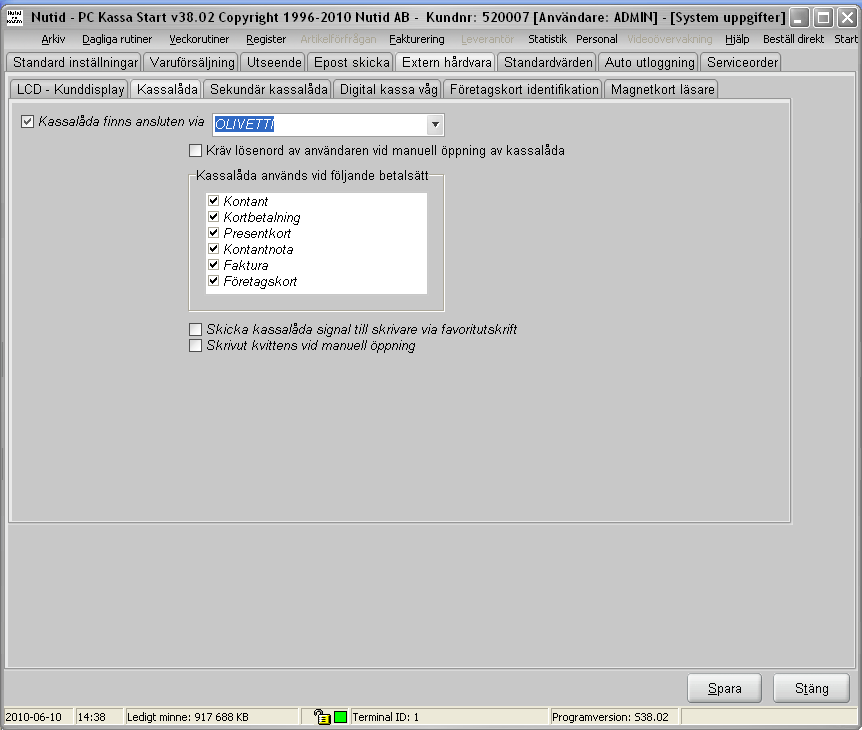 Nutid - PC Kassa Start v38.02 Copyright 1996-2010 Nutid AB - Kundnr: 520007 [Användare: ADMIN] - [System uppgifter]
Arkiv Dagliga rutiner Veckorutiner Register Artikelförfrågan Fakturering Leverantör Statistik Personal Videoövervakning Hjälp Beställ direkt Start
Standard inställningar Varuförsäljning Utseende Epost skicka Extern hårdvara Standardvärden Auto utloggning Serviceorder
LCD - Kunddisplay Kassalåda Sekundär kassalåda Digital kassa våg Företagskort identifikation Magnetkort läsare
Kassalåda finns ansluten via OLIVETTI
Kräv lösenord av användaren vid manuell öppning av kassalåda
Kassalåda används vid följande betalsätt
Kontant
Kortbetalning
Presentkort
Kontantnota
Faktura
Företagskort
Skicka kassalåda signal till skrivare via favoritutskrift
Skrivut kvittens vid manuell öppning
Spara Stäng
2010-06-10 14:38 Ledigt minne: 917 688 KB Terminal ID: 1 Programversion: S38.02